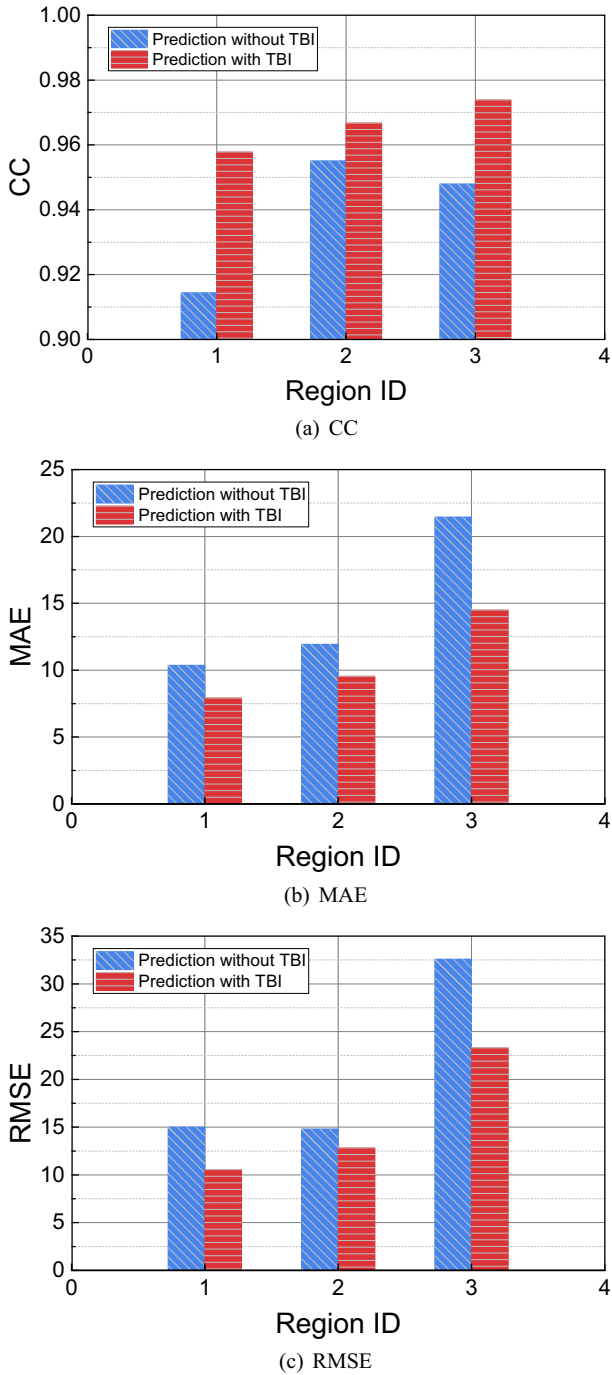 1.00
Prediction without TBI
Prediction with TBI
0.98
0.96
CC
0.94
0.92
0.90
0 1 2 3 4
Region ID
(a) CC
25
Prediction without TBI
Prediction with TBI
20
15
MAE
10
5
0
0 1 2 3 4
Region ID
(b) MAE
35
Prediction without TBI
Prediction with TBI
30
25
20
RMSE
15
10
5
0
0 1 2 3 4
Region ID
(c) RMSE